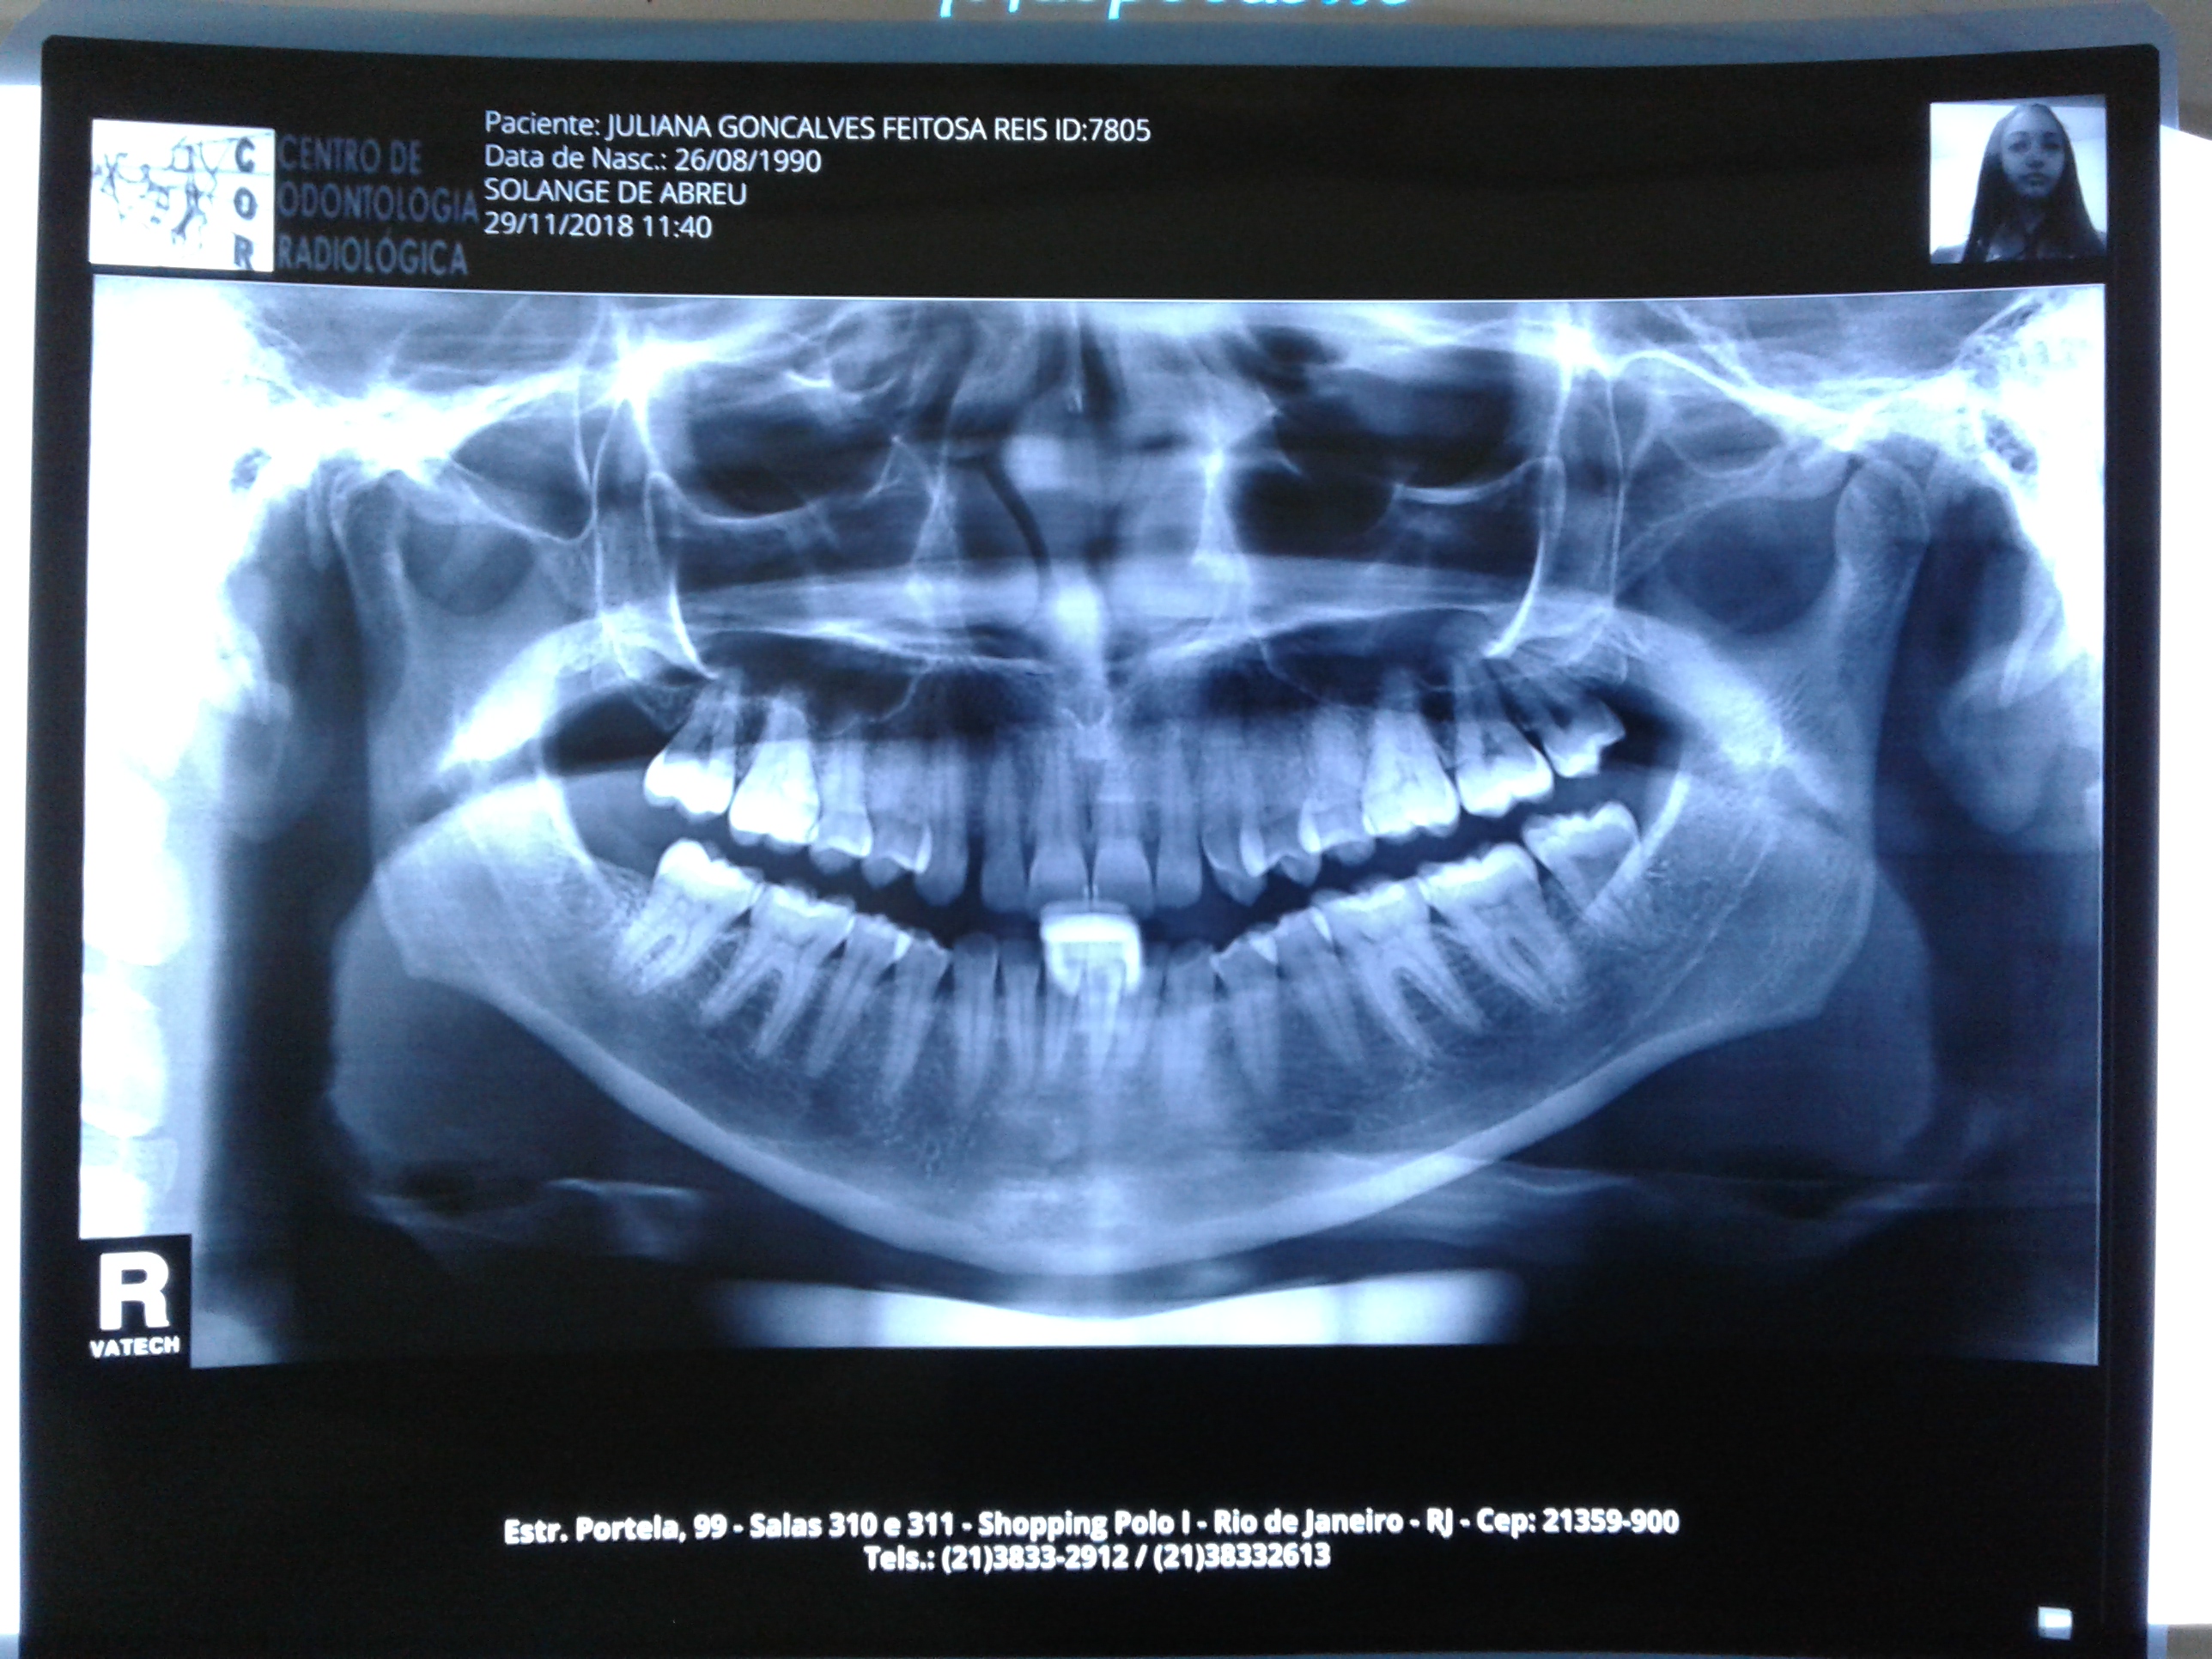 COR
CENTRO DE
ODONTOLOGIA
RADIOLÓGICA
Paciente: JULIANA GONCALVES FEITOSA REIS ID:7805
Data de Nasc.: 26/08/1990
SOLANGE DE ABREU
29/11/2018 11:40
R
VATECH
Estr. Portela, 99 - Salas 310 e 311 - Shopping Polo I - Rio de Janeiro - RJ - Cep: 21359-900
Tels.: (21)3833-2912 / (21)38332613